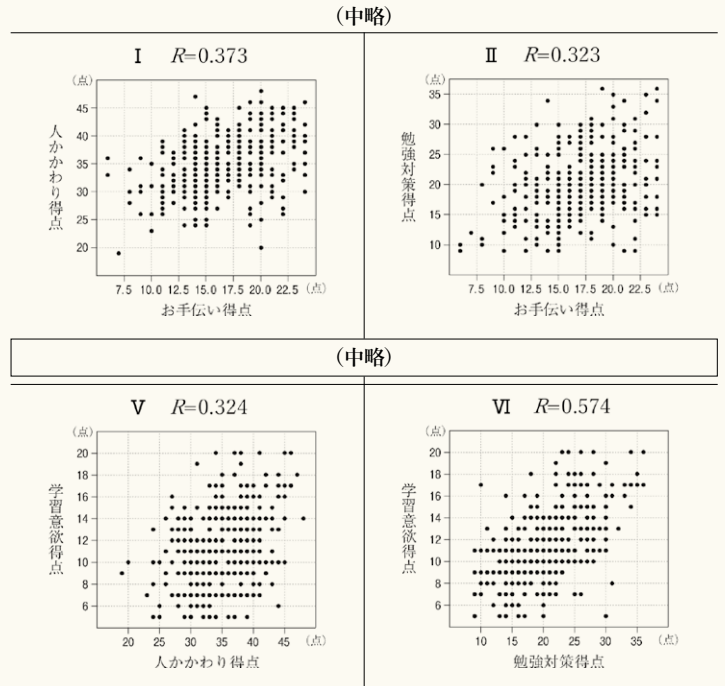 （中略）
Ⅰ R=0.373
（点）
人かかわり得点
45
40
35
30
25
20
7.5 10.0 12.5 15.0 17.5 20.0 22.5 （点）
お手伝い得点
Ⅱ R=0.323
（点）
勉強対策得点
35
30
25
20
15
10
7.5 10.0 12.5 15.0 17.5 20.0 22.5 （点）
お手伝い得点
（中略）
Ⅴ R=0.324
（点）
学習意欲得点
20
18
16
14
12
10
8
6
20 25 30 35 40 45 （点）
人かかわり得点
Ⅵ R=0.574
（点）
学習意欲得点
20
18
16
14
12
10
8
6
10 15 20 25 30 35 （点）
勉強対策得点